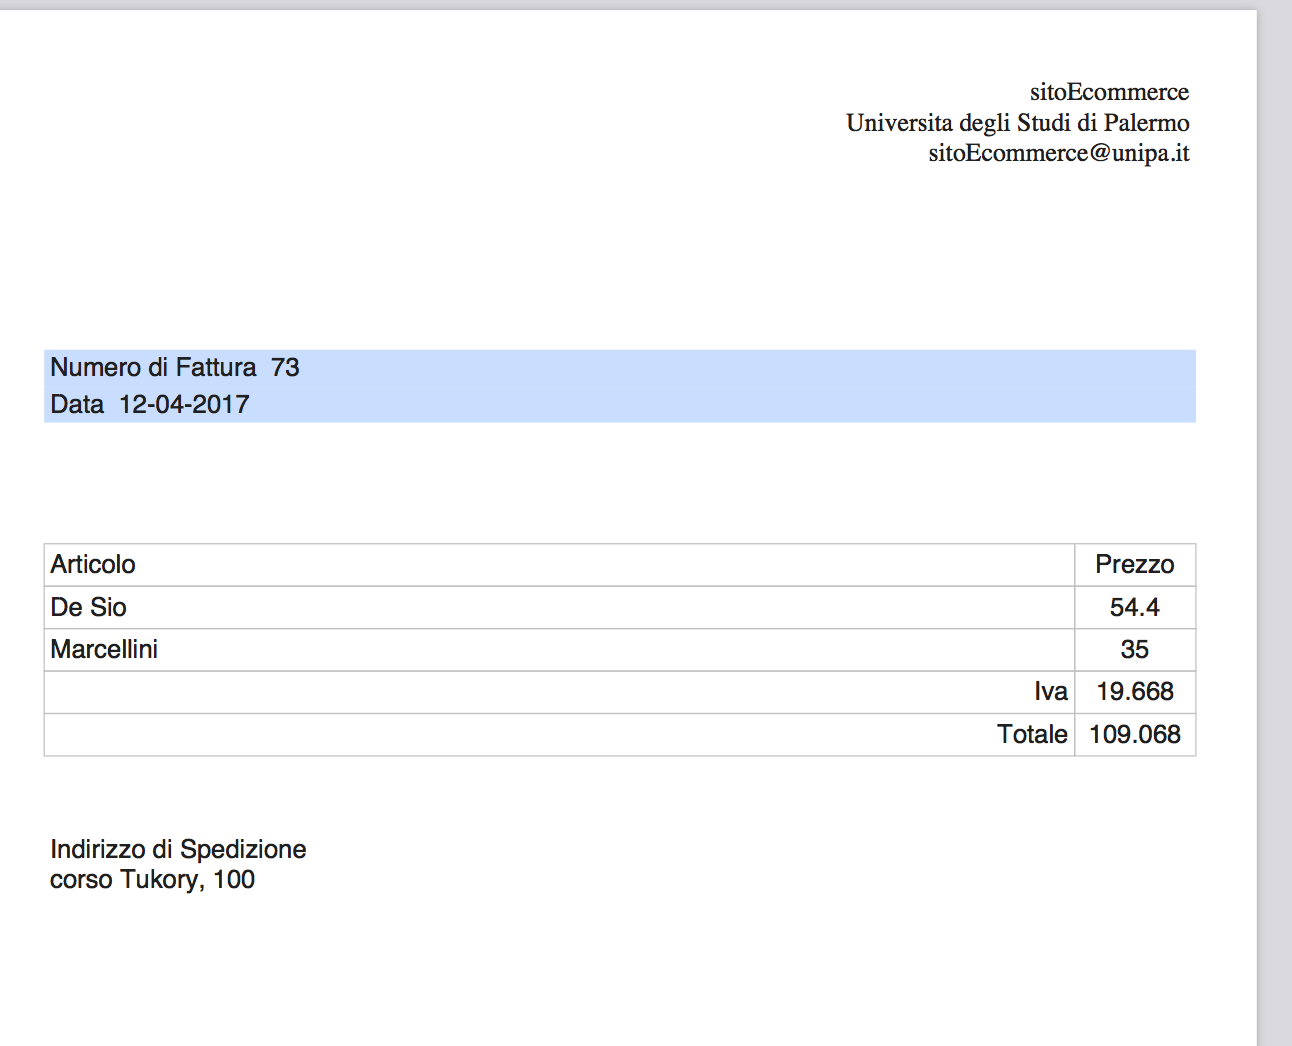 sitoEcommerce
Universita degli Studi di Palermo
sitoEcommerce@unipa.it
Numero di Fattura 73
Data 12-04-2017
Articolo Prezzo
De Sio 54.4
Marcellini 35
Iva 19.668
Totale 109.068
Indirizzo di Spedizione
corso Tukory, 100